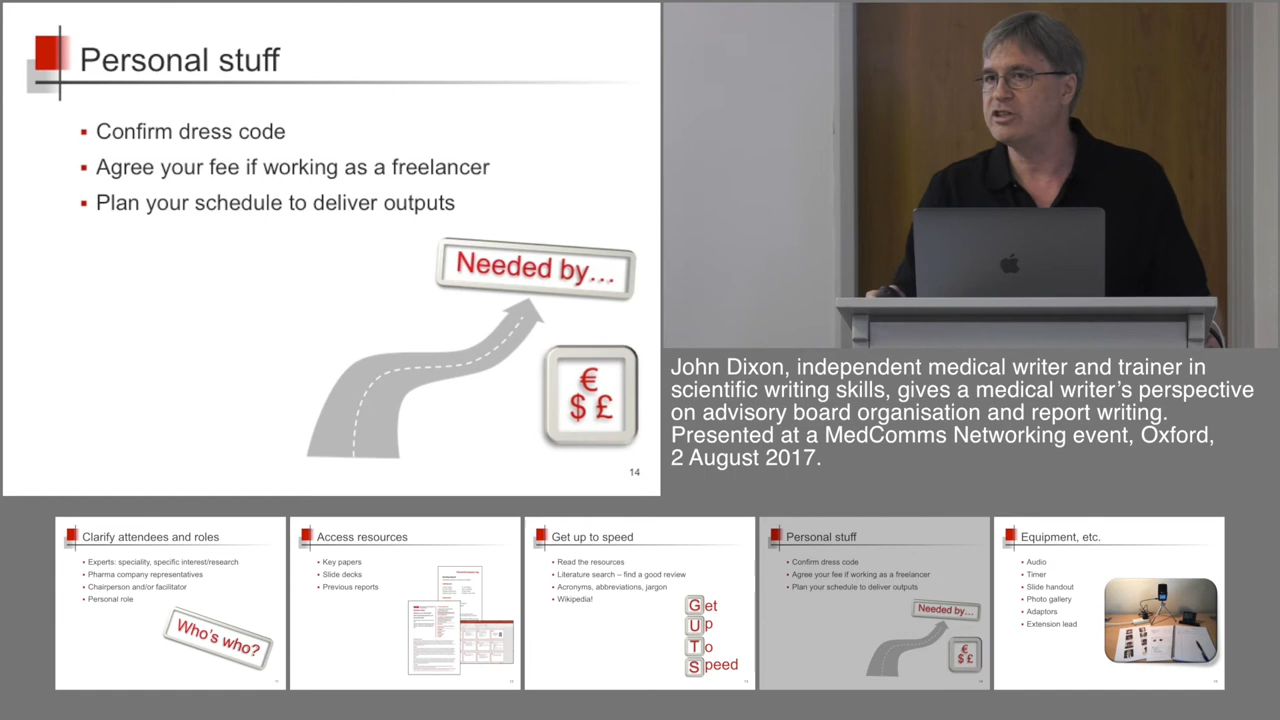 Personal stuff
Confirm dress code
Agree your fee if working as a freelancer
Plan your schedule to deliver outputs
Needed by...
€
$ £
14
John Dixon, independent medical writer and trainer in
scientific writing skills, gives a medical writer’s perspective
on advisory board organisation and report writing.
Presented at a MedComms Networking event, Oxford,
2 August 2017.
Clarify attendees and roles
Experts: speciality, specific interest/research
Pharma company representatives
Chairperson and/or facilitator
Personal role
Who's who?
Access resources
Key papers
Slide decks
Previous reports
Get up to speed
Read the resources
Literature search – find a good review
Acronyms, abbreviations, jargon
Wikipedia!
Get
Up
To
Speed
Personal stuff
Confirm dress code
Agree your fee if working as a freelancer
Plan your schedule to deliver outputs
Needed by...
€
$ £
Equipment, etc.
Audio
Timer
Slide handout
Photo gallery
Adaptors
Extension lead